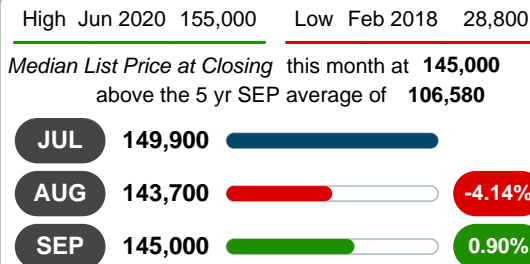 High Jun 2020 155,000 Low Feb 2018 28,800
Median List Price at Closing this month at 145,000
above the 5 yr SEP average of 106,580
JUL 149,900
AUG 143,700 -4.14%
SEP 145,000 0.90%